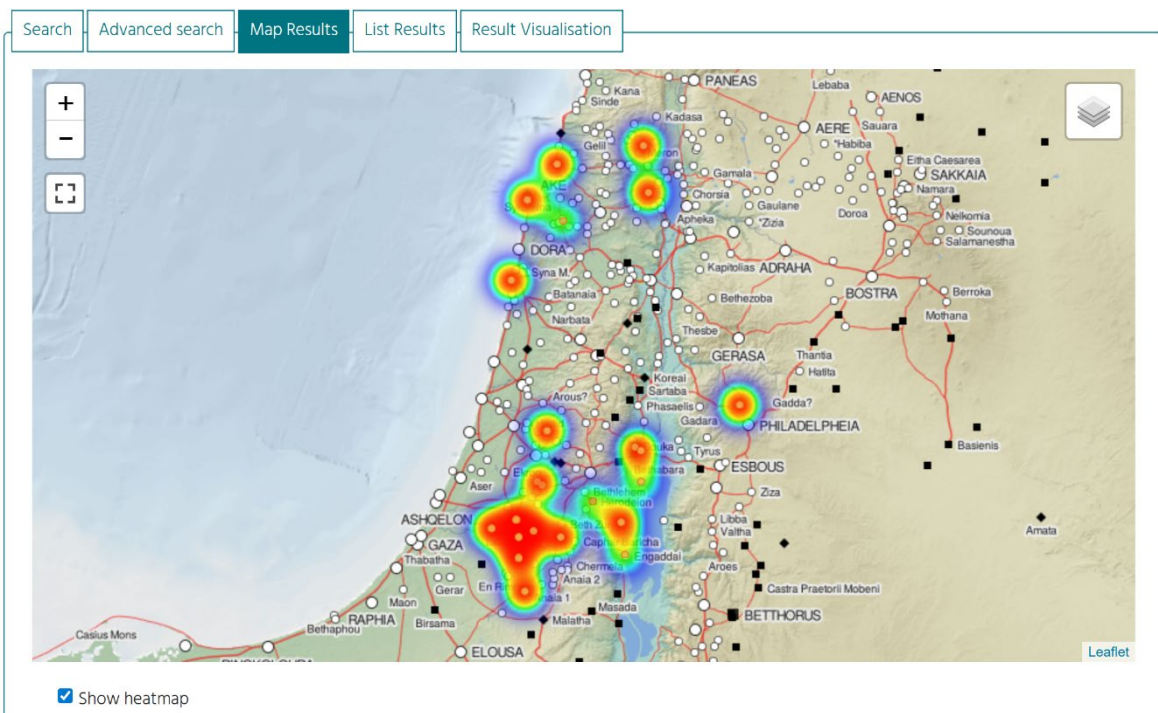 Search
Advanced search
Map Results
List Results
Result Visualisation
+
−
PANEAS
Kana
Sinde
Lebaba
AENOS
Kadasa
AERE
Sauara
Gelil
*Habiba
Eitha Caesarea
Gamala
SAKKAIA
AKE
Chorsia
Namara
Gaulane
Doroa
Nelkomia
Apheka
*Zizia
Sounoua
DORA
Salamanestha
Syna M.
Kapitolias
ADRAHA
Batanaia
Bethezoba
BOSTRA
Berroka
Narbata
Mothana
Thesbe
GERASA
Thantia
Koreai
Hatita
Sartaba
Arous?
Phasaelis
Gadda?
Gadara
PHILADELPHEIA
Tyrus
Basienis
ESBOUS
Aser
Bethlehem
Ziza
Herodeion
ASHQELON
Libba
Amata
Valtha
GAZA
Engaddai
Thabatha
Chermela
Aroes
Anaia 2
Gerar
Castra Praetorii Mobeni
Maon
Anaia 1
RAPHIA
Birsama
Masada
BETTHORUS
Bethaphou
Malatha
Casius Mons
ELOUSA
Leaflet
Show heatmap